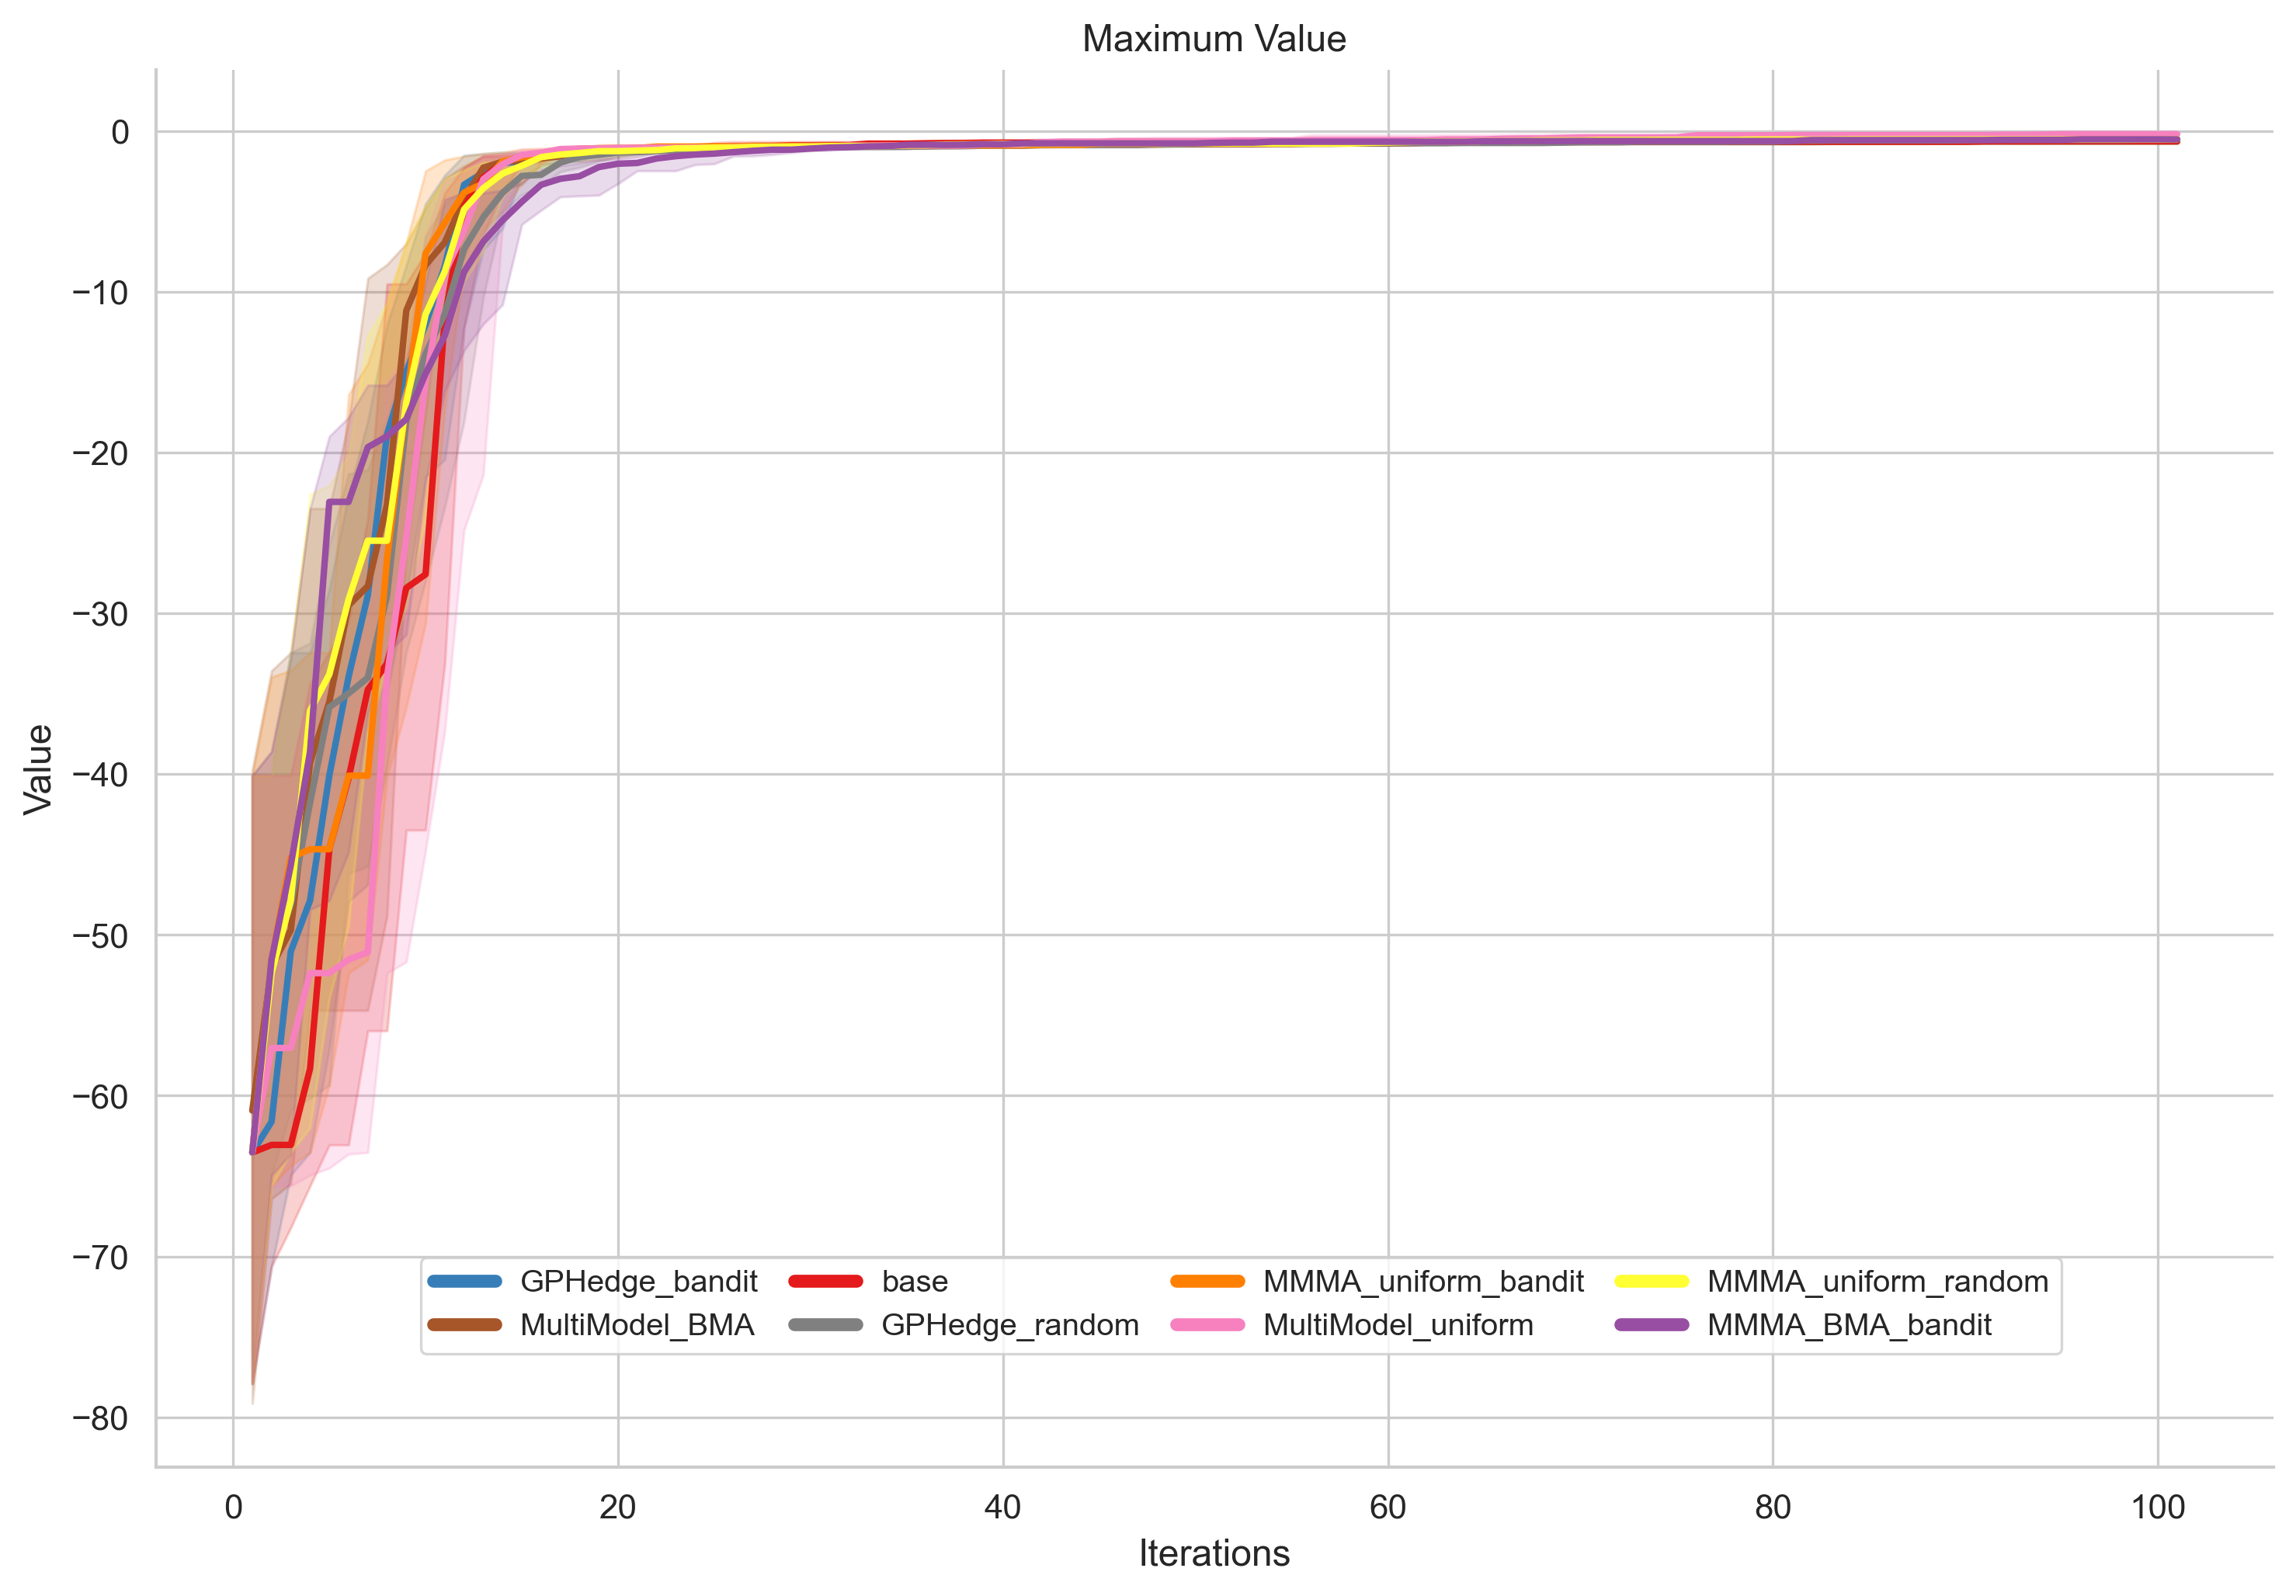 Maximum Value
0
−10
−20
−30
−40
−50
−60
−70
−80
Value
GPHedge_bandit base MMMA_uniform_bandit MMMA_uniform_random
MultiModel_BMA GPHedge_random MultiModel_uniform MMMA_BMA_bandit
0 20 40 60 80 100
Iterations